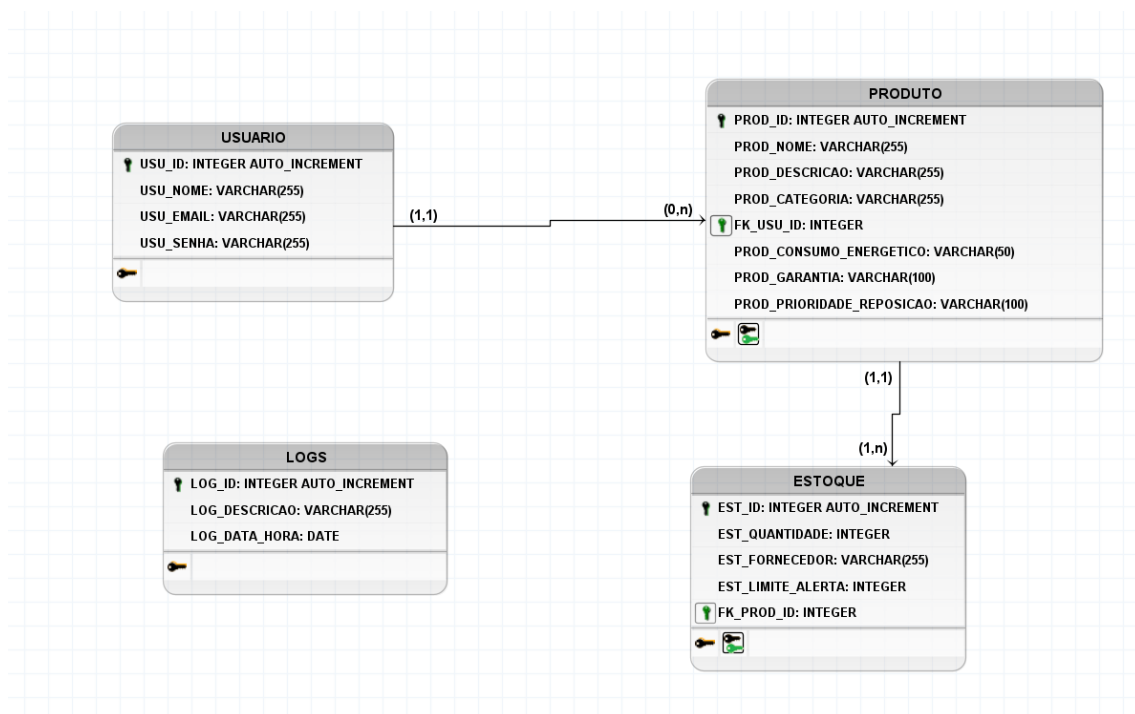 USUARIO
USU_ID: INTEGER AUTO_INCREMENT
USU_NOME: VARCHAR(255)
USU_EMAIL: VARCHAR(255)
USU_SENHA: VARCHAR(255)
(1,1)
(0,n)
PRODUTO
PROD_ID: INTEGER AUTO_INCREMENT
PROD_NOME: VARCHAR(255)
PROD_DESCRICAO: VARCHAR(255)
PROD_CATEGORIA: VARCHAR(255)
FK_USU_ID: INTEGER
PROD_CONSUMO_ENERGETICO: VARCHAR(50)
PROD_GARANTIA: VARCHAR(100)
PROD_PRIORIDADE_REPOSICAO: VARCHAR(100)
(1,1)
(1,n)
LOGS
LOG_ID: INTEGER AUTO_INCREMENT
LOG_DESCRICAO: VARCHAR(255)
LOG_DATA_HORA: DATE
ESTOQUE
EST_ID: INTEGER AUTO_INCREMENT
EST_QUANTIDADE: INTEGER
EST_FORNECEDOR: VARCHAR(255)
EST_LIMITE_ALERTA: INTEGER
FK_PROD_ID: INTEGER